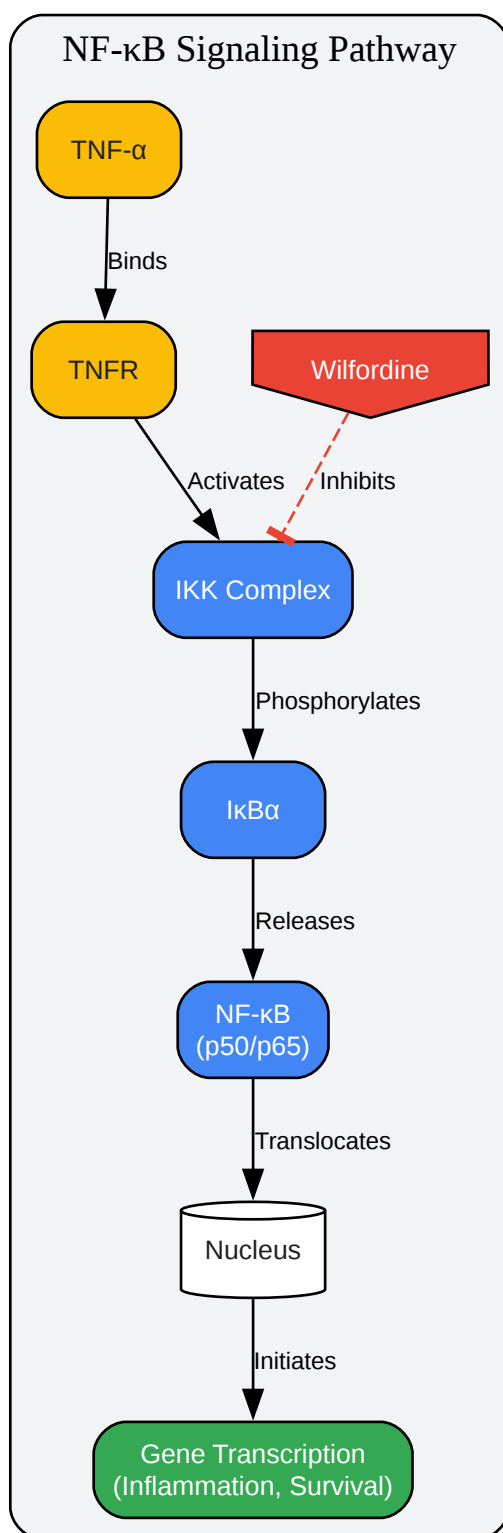 NF-κB Signaling Pathway
TNF-α
Binds
TNFR
Wilfordine
Activates
Inhibits
IKK Complex
Phosphorylates
IκBα
Releases
NF-κB
(p50/p65)
Translocates
Nucleus
Initiates
Gene Transcription
(Inflammation, Survival)